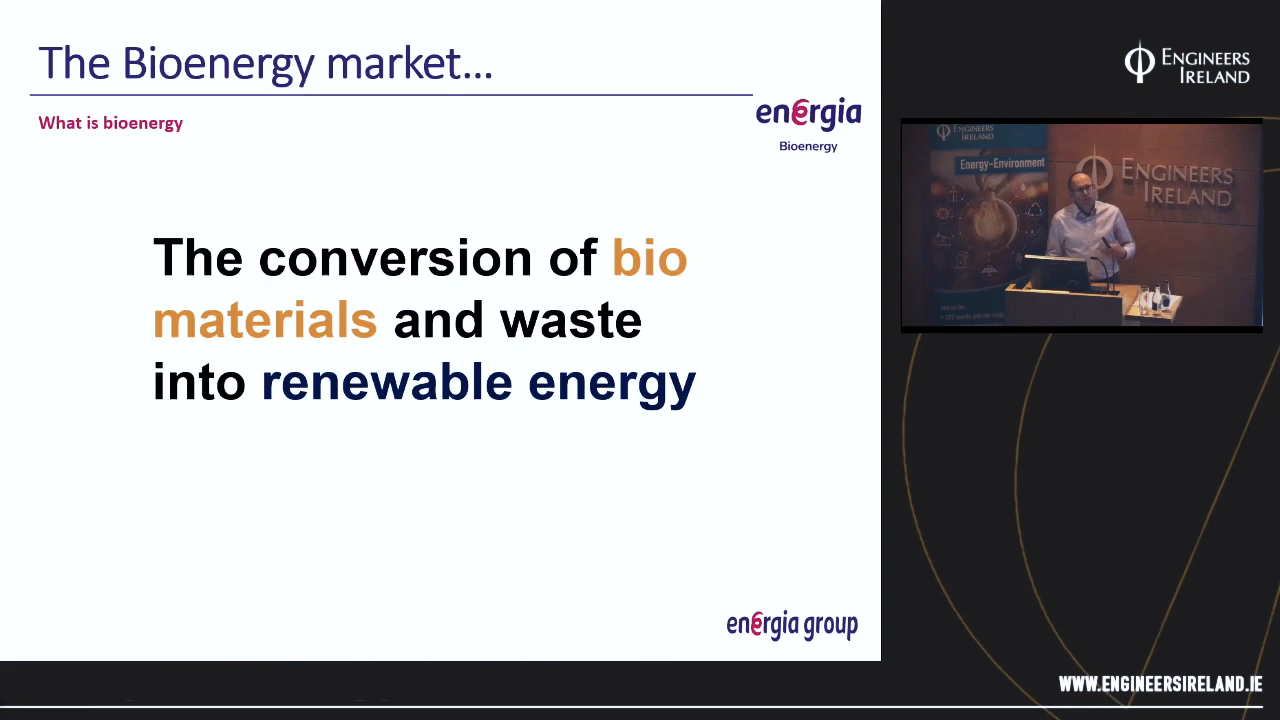 The Bioenergy market...
What is bioenergy
energia
Bioenergy
The conversion of bio
materials and waste
into renewable energy
energia group
ENGINEERS
IRELAND
ENGINEERS
IRELAND
Energy-Environment
ENGINEERS
IRELAND
WWW.ENGINEERSIRELAND.IE